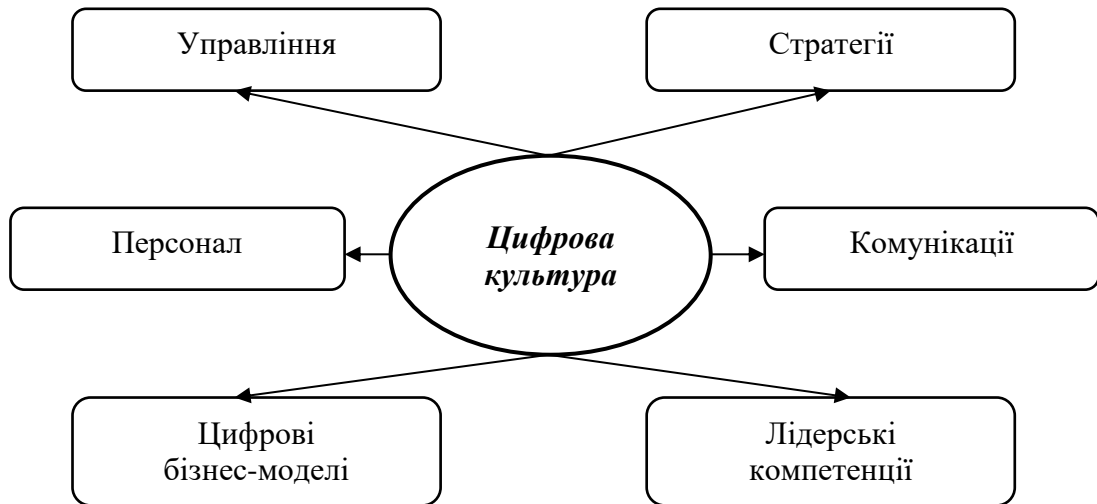 Управління
Стратегії
Персонал
Цифрова
культура
Комунікації
Цифрові
бізнес-моделі
Лідерські
компетенції